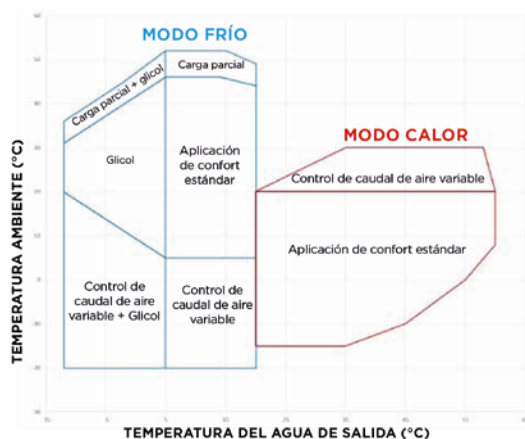 MODO FRÍO
Carga parcial + glicol
Carga parcial
Glicol
Aplicación
de confort
estándar
Control de
caudal de aire
variable + Glicol
Control de
caudal de aire
variable
MODO CALOR
Control de caudal de aire variable
Aplicación de confort estándar
TEMPERATURA AMBIENTE (°C)
TEMPERATURA DEL AGUA DE SALIDA (°C)